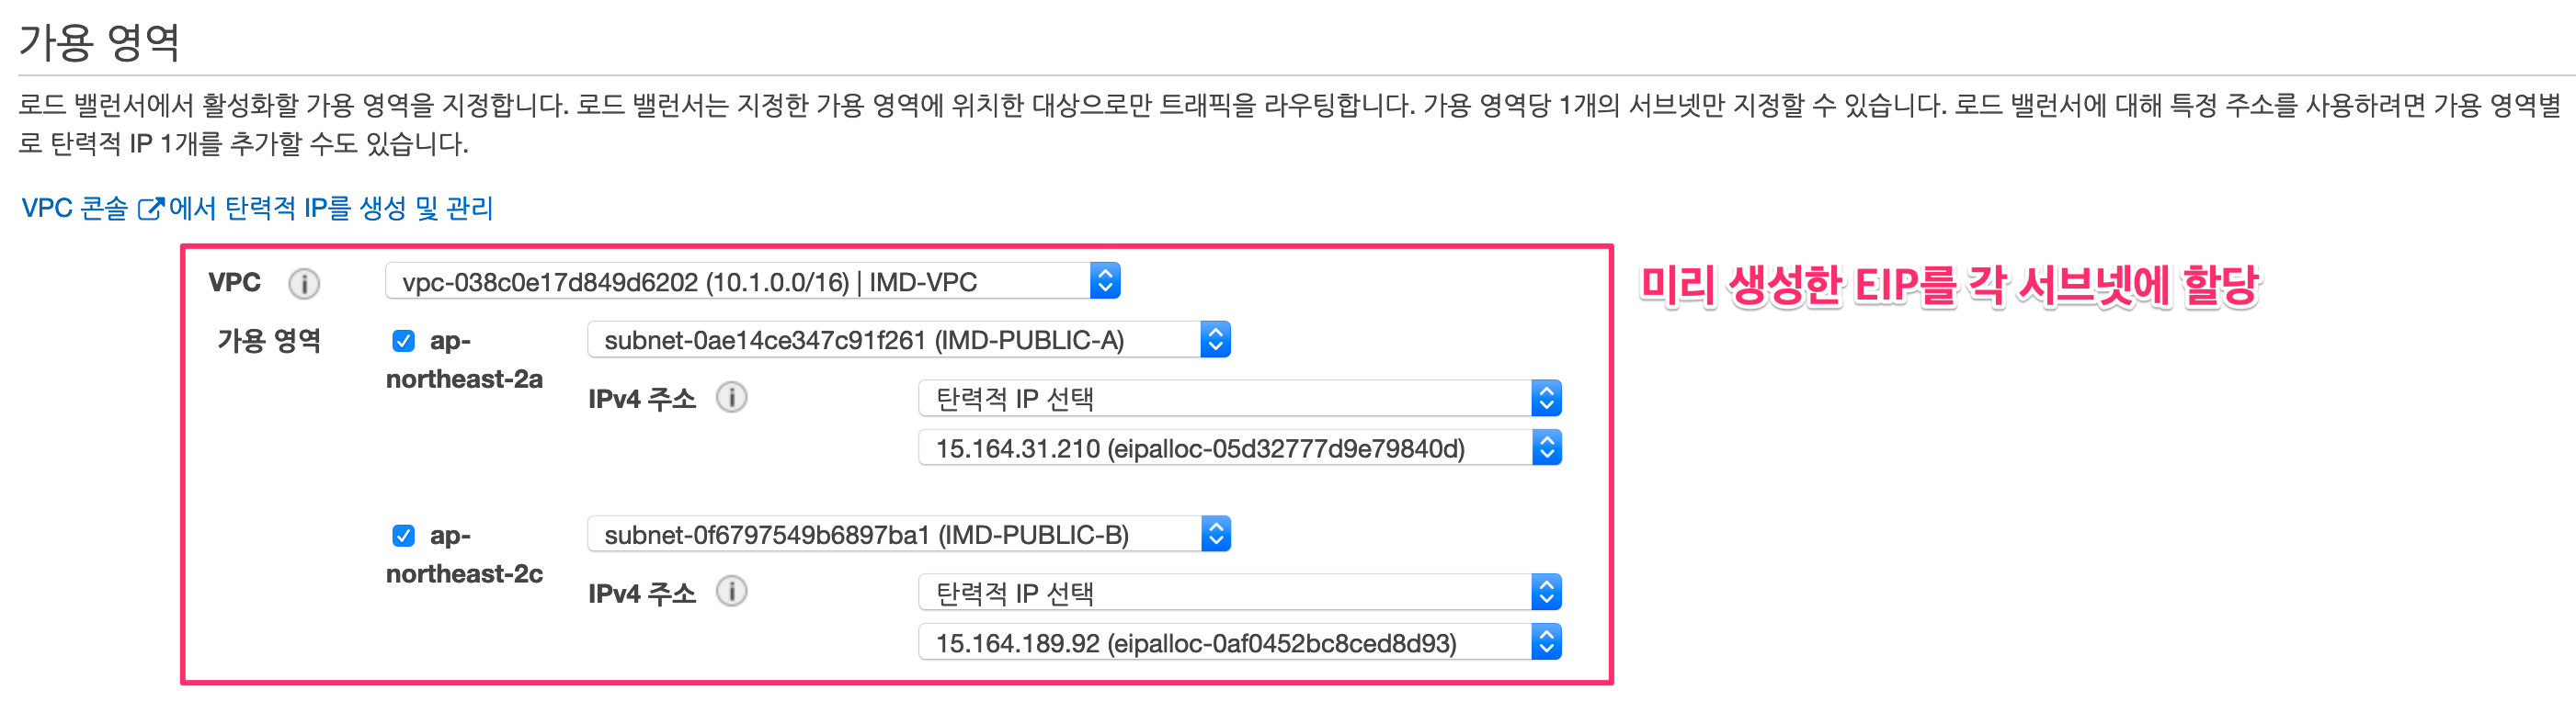 가용 영역
로드 밸런서에서 활성화할 가용 영역을 지정합니다. 로드 밸런서는 지정한 가용 영역에 위치한 대상으로만 트래픽을 라우팅합니다. 가용 영역당 1개의 서브넷만 지정할 수 있습니다. 로드 밸런서에 대해 특정 주소를 사용하려면 가용 영역별
로 탄력적 IP 1개를 추가할 수도 있습니다.
VPC 콘솔 에서 탄력적 IP를 생성 및 관리
VPC i vpc-038c0e17d849d6202 (10.1.0.0/16) | IMD-VPC
미리 생성한 EIP를 각 서브넷에 할당
가용 영역 ap-northeast-2a subnet-0ae14ce347c91f261 (IMD-PUBLIC-A)
IPv4 주소 i 탄력적 IP 선택
15.164.31.210 (eipalloc-05d32777d9e79840d)
ap-northeast-2c subnet-0f6797549b6897ba1 (IMD-PUBLIC-B)
IPv4 주소 i 탄력적 IP 선택
15.164.189.92 (eipalloc-0af0452bc8ced8d93)